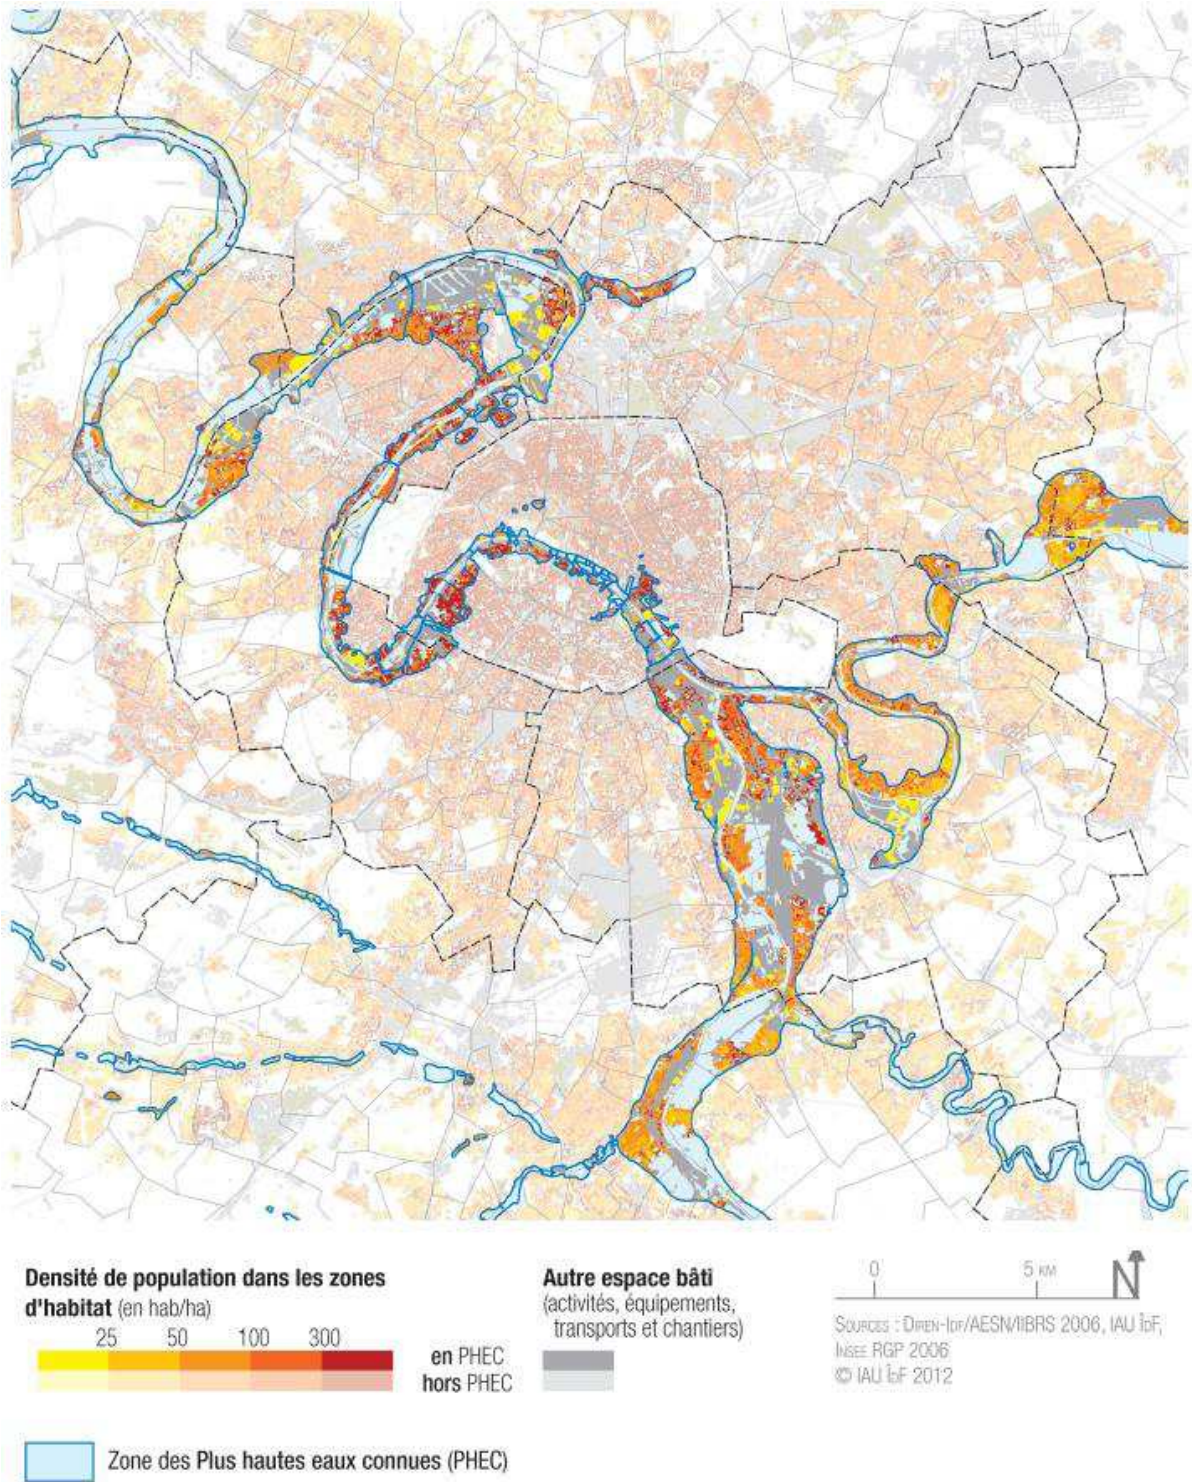 Densité de population dans les zones
d'habitat (en hab/ha)
25 50 100 300
en PHEC
hors PHEC
Autre espace bâti
(activités, équipements,
transports et chantiers)
0 5 KM
N
Sources : Diren-Idf/AESN/IIBRS 2006, IAU îdF,
Insee RGP 2006
© IAU îdF 2012
Zone des Plus hautes eaux connues (PHEC)